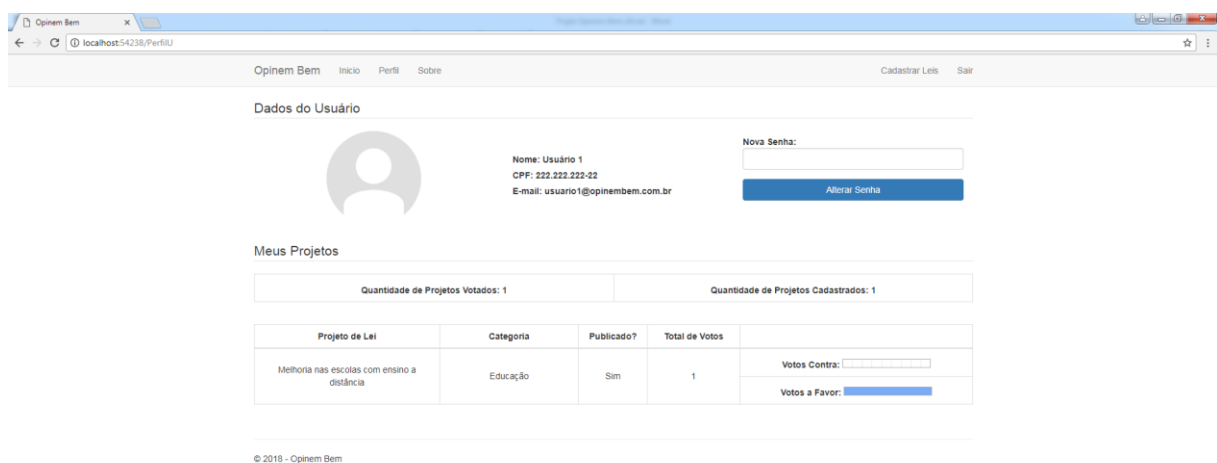 Opinem Bem
localhost:54238/PerfilU
Opinem Bem Inicio Perfil Sobre Cadastrar Leis Sair
Dados do Usuário
Nome: Usuário 1
CPF: 222.222.222-22
E-mail: usuario1@opinembem.com.br
Nova Senha:
Alterar Senha
Meus Projetos
Quantidade de Projetos Votados: 1 Quantidade de Projetos Cadastrados: 1
Projeto de Lei Categoria Publicado? Total de Votos
Melhoria nas escolas com ensino a
distância
Educação Sim 1
Votos Contra:
Votos a Favor:
© 2018 - Opinem Bem